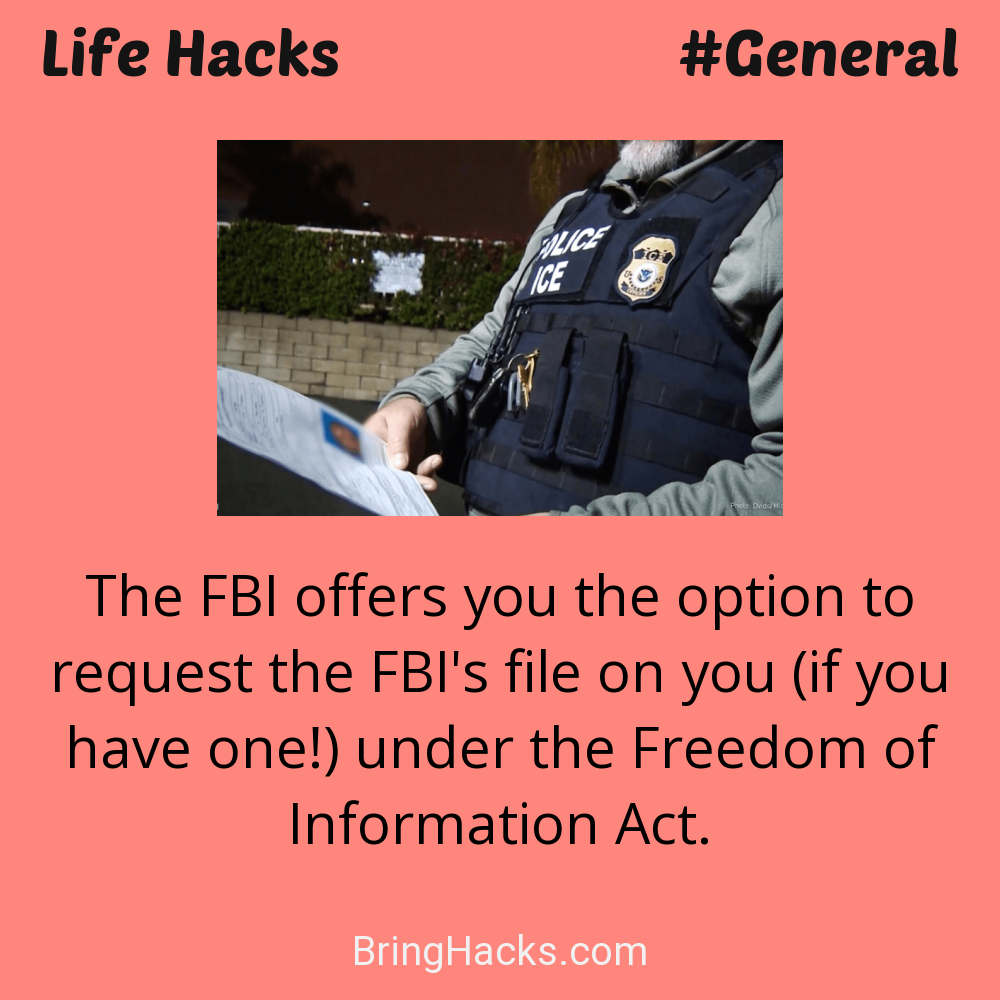 Life Hacks #General
POLICE
ICE
ICE
The FBI offers you the option to
request the FBI's file on you (if you
have one!) under the Freedom of
Information Act.
BringHacks.com